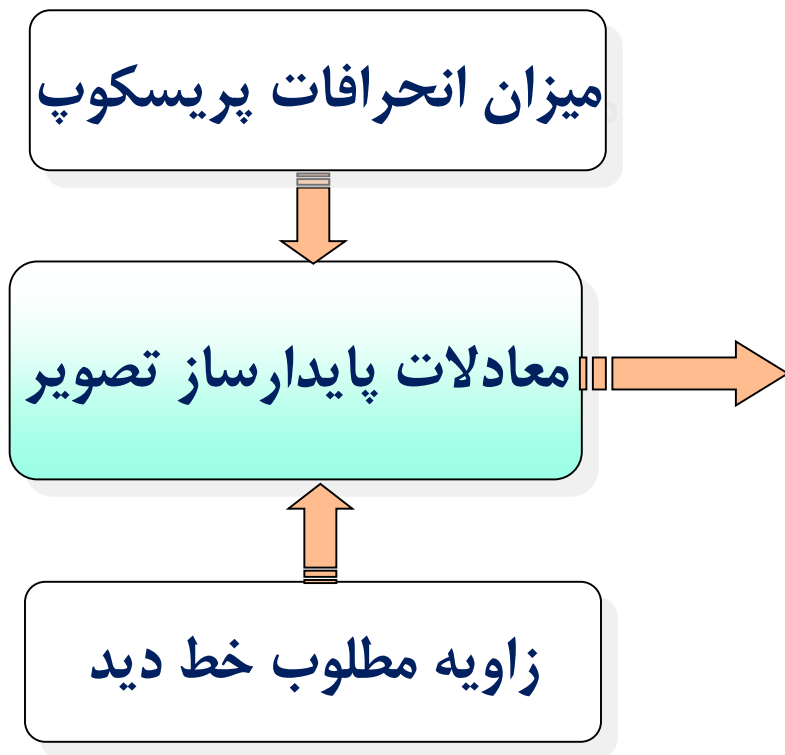 میزان انحرافات پریسکوپ
معادلات پایدارساز تصویر
زاویه مطلوب خط دید